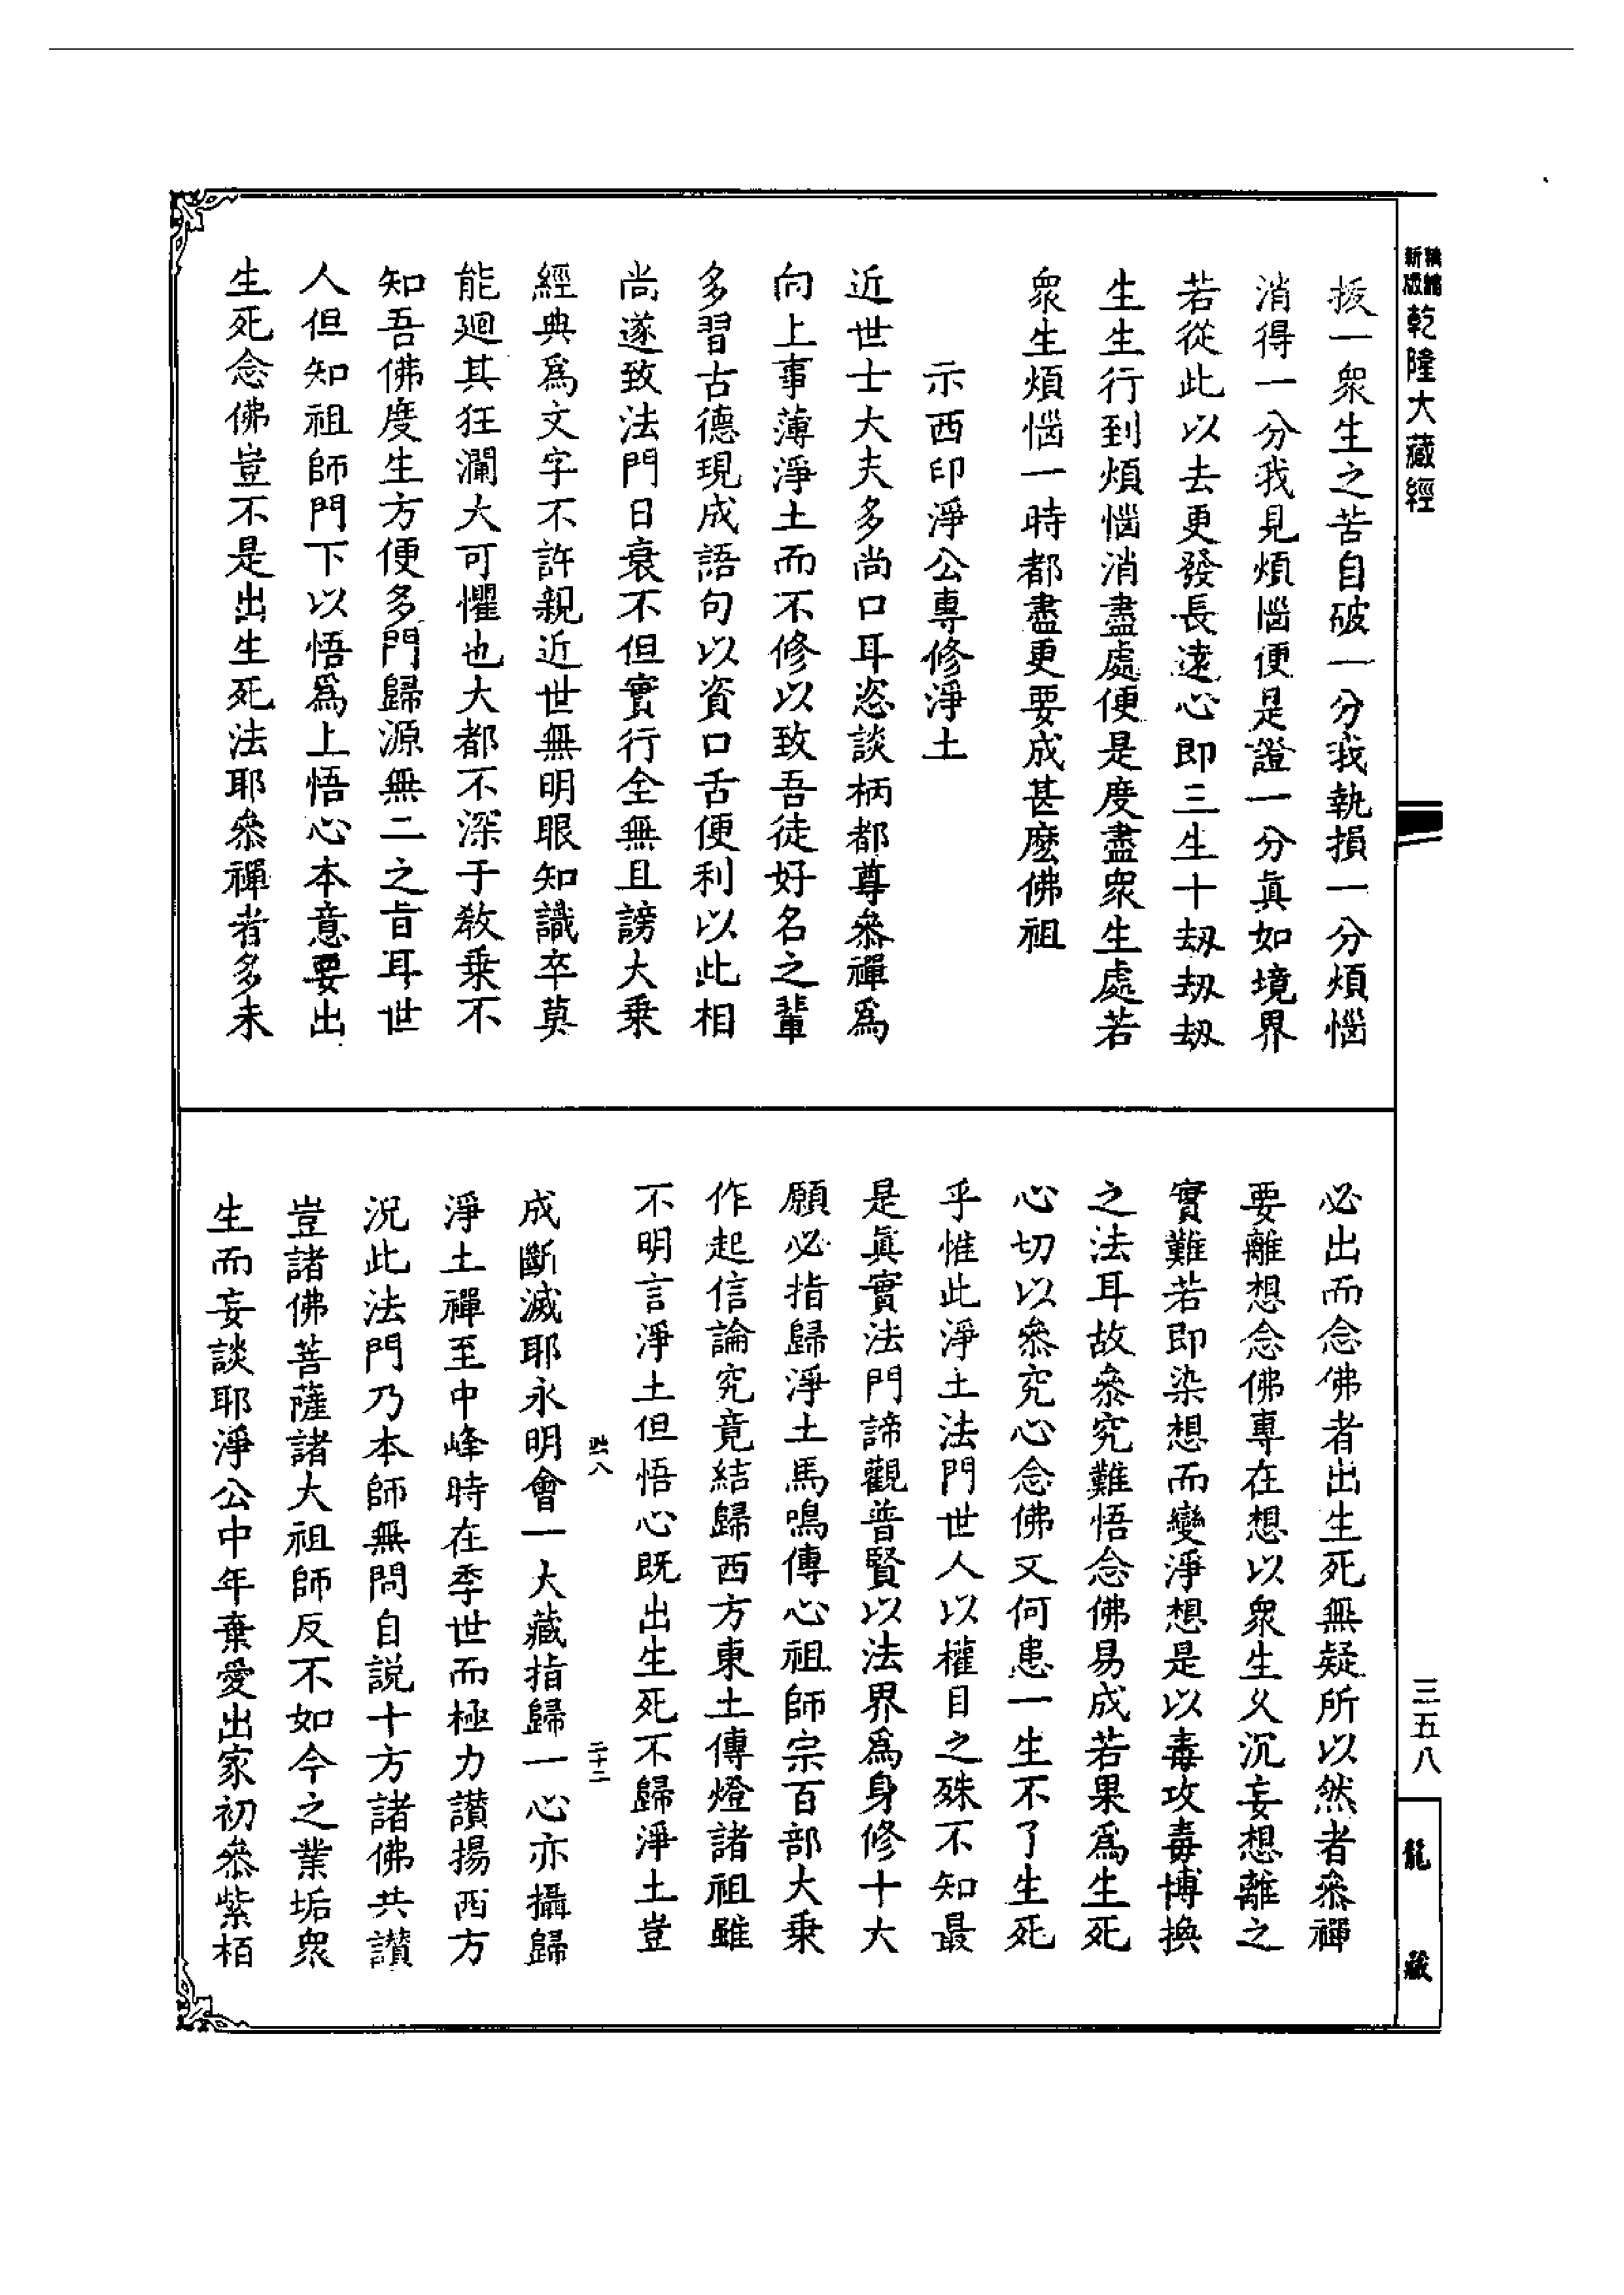 新編縮版乾隆大藏經
拔一衆生之苦自破一分我執損一分煩惱
消得一分我見煩惱便是證一分眞如境界
若從此以去更發長遠心即三生十劫劫劫
生生行到煩惱消盡處便是度盡衆生處若
衆生煩惱一時都盡更要成甚麼佛祖
示西印淨公專修淨土
近世士大夫多尚口耳恣談柄都尊叅禪爲
向上事薄淨土而不修以致吾徒好名之輩
多習古德現成語句以資口舌便利以此相
尚遂致法門日衰不但實行全無且謗大乗
經典爲文字不許親近世無明眼知識卒莫
能廻其狂瀾大可懼也大都不深于教乗不
知吾佛度生方便多門歸源無二之旨耳世
人但知祖師門下以悟爲上悟心本意要出
生死念佛豈不是出生死法耶叅禪者多未
必出而念佛者出生死無疑所以然者叅禪
要離想念佛專在想以衆生久沉妄想離之
實難若即染想而變淨想是以毒攻毒博換
之法耳故叅究難悟念佛易成若果爲生死
心切以叅究心念佛又何患一生不了生死
乎惟此淨土法門世人以權目之殊不知最
是眞實法門諦觀普賢以法界爲身修十大
願必指歸淨土馬鳴傳心祖師宗百部大乗
作起信論究竟結歸西方東土傳燈諸祖雖
不明言淨土但悟心既出生死不歸淨土豈
八
二十二
成斷滅耶永明會一大藏指歸一心亦攝歸
淨土禪至中峰時在季世而極力讃揚西方
況此法門乃本師無問自説十方諸佛共讃
豈諸佛菩薩諸大祖師反不如今之業垢衆
生而妄談耶淨公中年棄愛出家初叅紫栢
三五八
龍藏